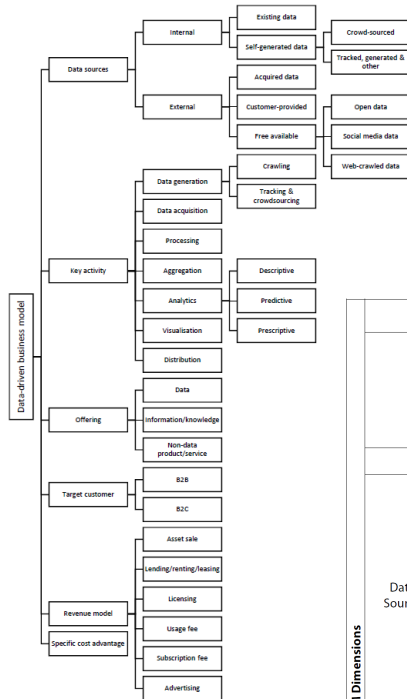 Existing data
Internal
Crowd-sourced
Self-generated data
Tracked, generated &
other
Data sources
Acquired data
External
Customer-provided
Open data
Free available
Social media data
Web-crawled data
Crawling
Data generation
Tracking &
crowdsourcing
Data acquisition
Processing
Key activity
Aggregation
Descriptive
Analytics
Predictive
Visualisation
Prescriptive
Distribution
Data-driven business model
Data
Offering
Information/knowledge
Non-data
product/service
B2B
Target customer
B2C
Asset sale
Lending/renting/leasing
Licensing
Revenue model
Usage fee
Specific cost advantage
Subscription fee
Advertising
Dimensions